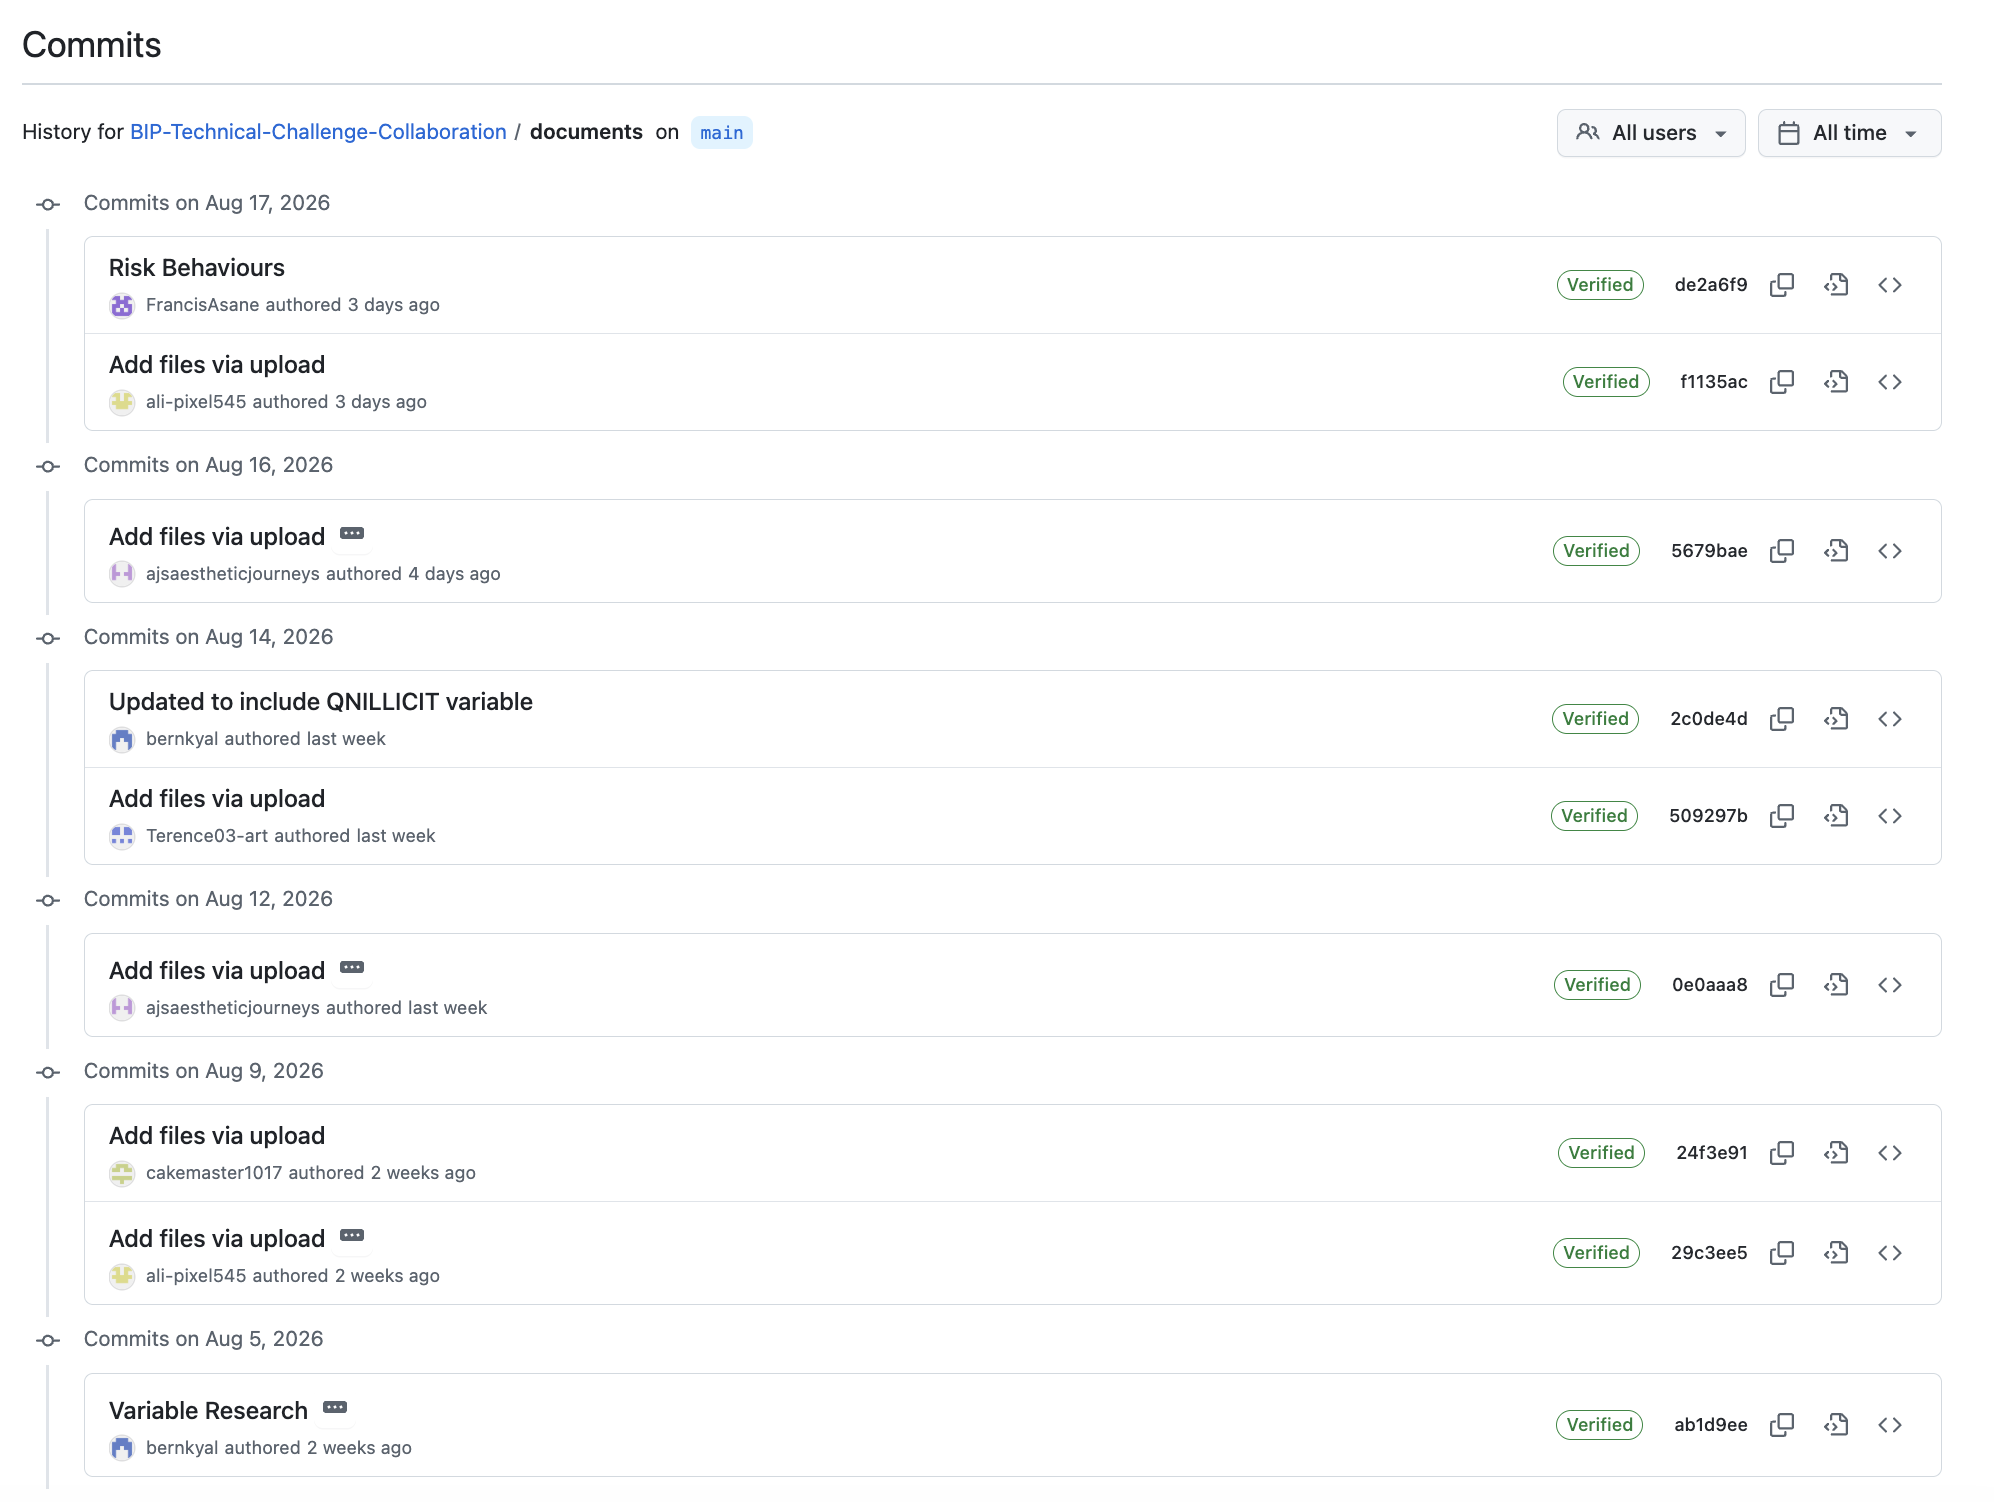 Commits
History for BIP-Technical-Challenge-Collaboration / documents on main
All users
All time
Commits on Aug 17, 2026
Risk Behaviours
FrancisAsane authored 3 days ago
Verified de2a6f9
Add files via upload
ali-pixel545 authored 3 days ago
Verified f1135ac
Commits on Aug 16, 2026
Add files via upload
ajsaestheticjourneys authored 4 days ago
Verified 5679bae
Commits on Aug 14, 2026
Updated to include QNILLICIT variable
bernkyal authored last week
Verified 2c0de4d
Add files via upload
Terence03-art authored last week
Verified 509297b
Commits on Aug 12, 2026
Add files via upload
ajsaestheticjourneys authored last week
Verified 0e0aaa8
Commits on Aug 9, 2026
Add files via upload
cakemaster1017 authored 2 weeks ago
Verified 24f3e91
Add files via upload
ali-pixel545 authored 2 weeks ago
Verified 29c3ee5
Commits on Aug 5, 2026
Variable Research
bernkyal authored 2 weeks ago
Verified ab1d9ee